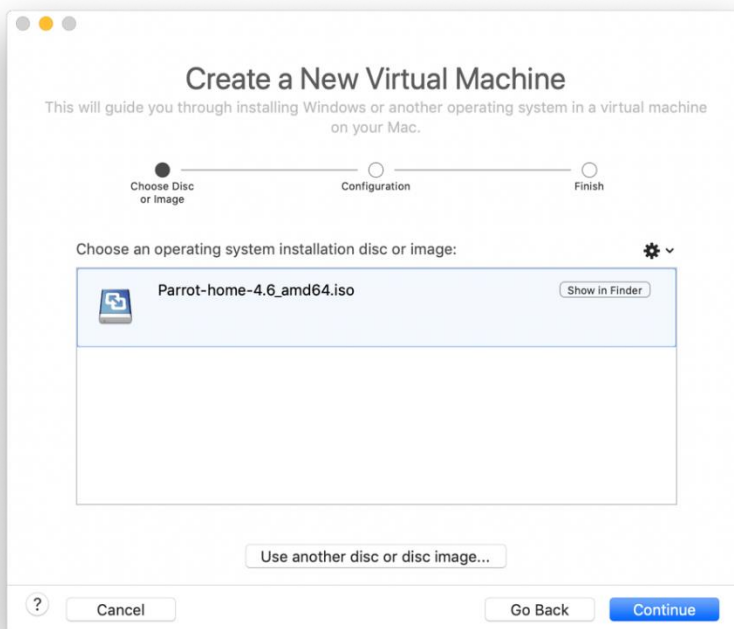 Create a New Virtual Machine
This will guide you through installing Windows or another operating system in a virtual machine
on your Mac.
Choose Disc
or Image
Configuration
Finish
Choose an operating system installation disc or image:
Parrot-home-4.6_amd64.iso
Show in Finder
Use another disc or disc image...
?
Cancel
Go Back
Continue